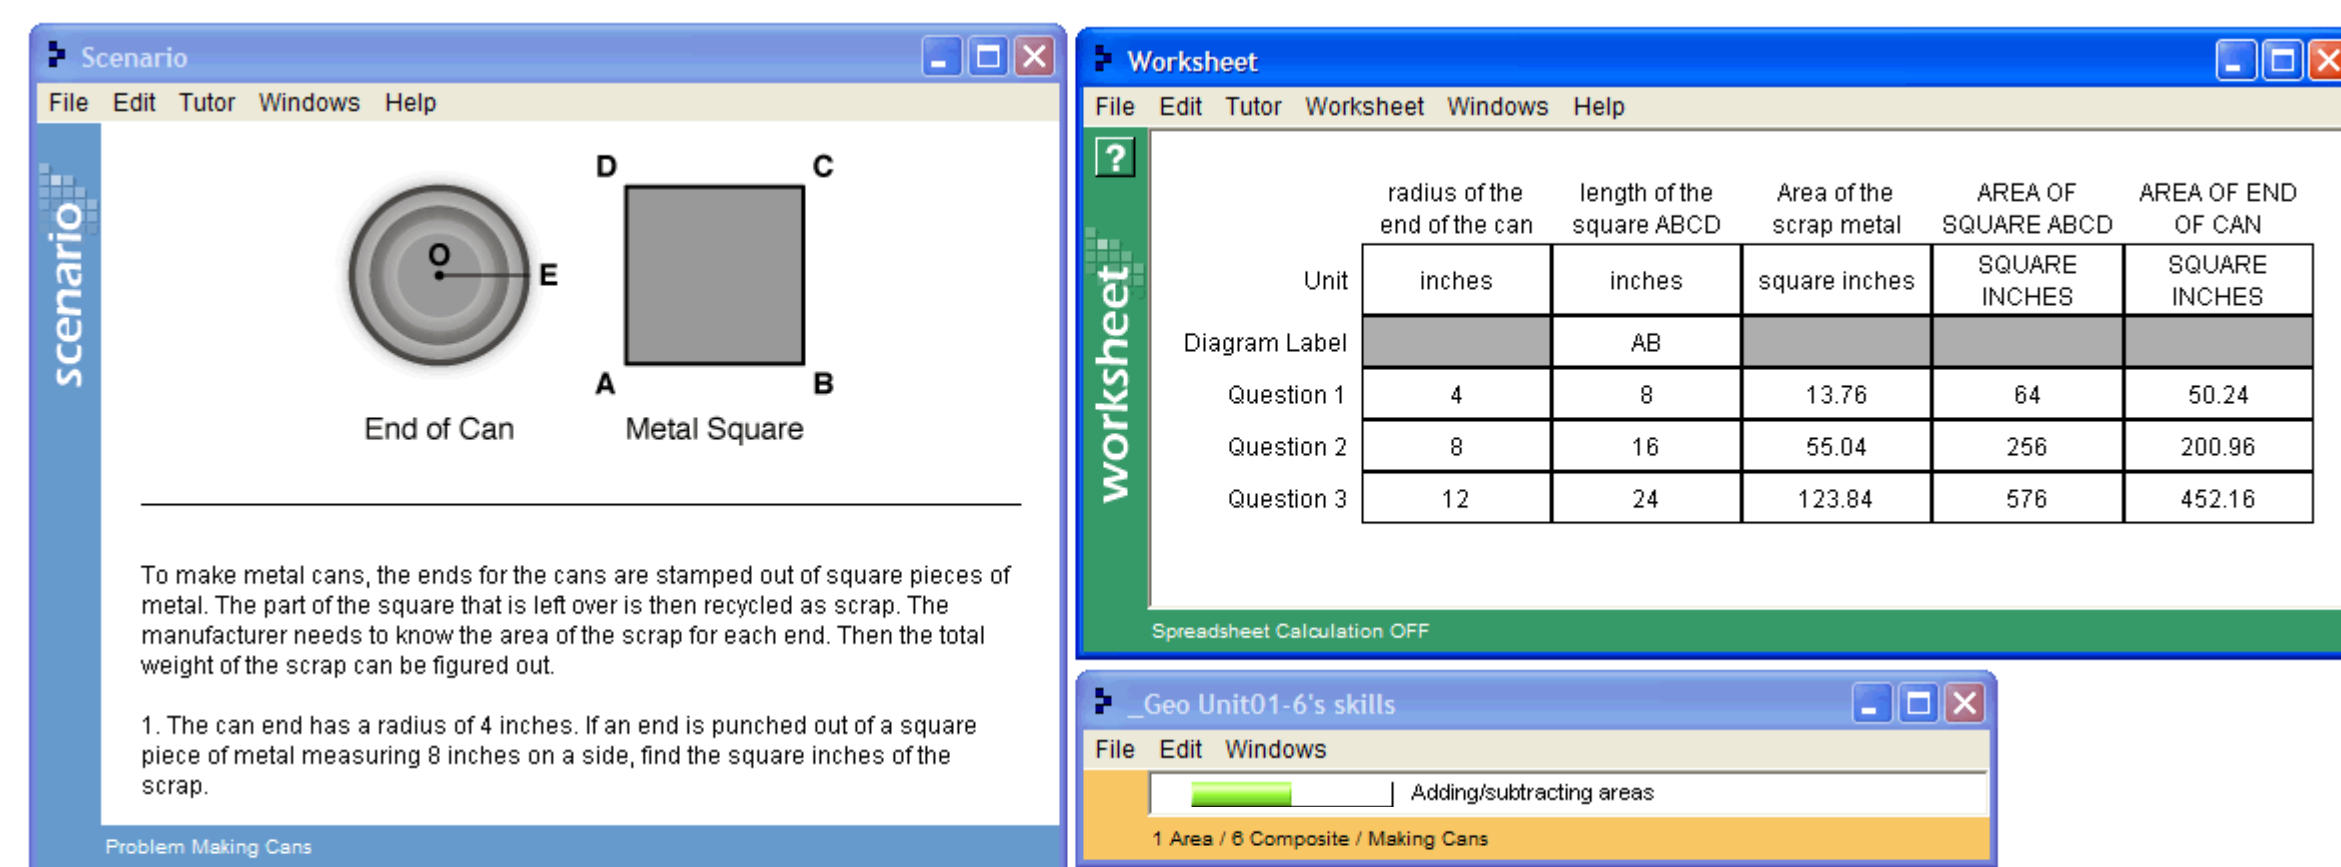 Scenario
File Edit Tutor Windows Help
scenario
D C
O
E
A B
End of Can Metal Square
To make metal cans, the ends for the cans are stamped out of square pieces of
metal. The part of the square that is left over is then recycled as scrap. The
manufacturer needs to know the area of the scrap for each end. Then the total
weight of the scrap can be figured out.
1. The can end has a radius of 4 inches. If an end is punched out of a square
piece of metal measuring 8 inches on a side, find the square inches of the
scrap.
Problem Making Cans
Worksheet
File Edit Tutor Worksheet Windows Help
?
worksheet
radius of the length of the Area of the AREA OF AREA OF END
end of the can square ABCD scrap metal SQUARE ABCD OF CAN
Unit inches inches square inches SQUARE INCHES SQUARE INCHES
Diagram Label AB
Question 1 4 8 13.76 64 50.24
Question 2 8 16 55.04 256 200.96
Question 3 12 24 123.84 576 452.16
Spreadsheet Calculation OFF
_Geo Unit01-6's skills
File Edit Windows
Adding/subtracting areas
1 Area / 6 Composite / Making Cans